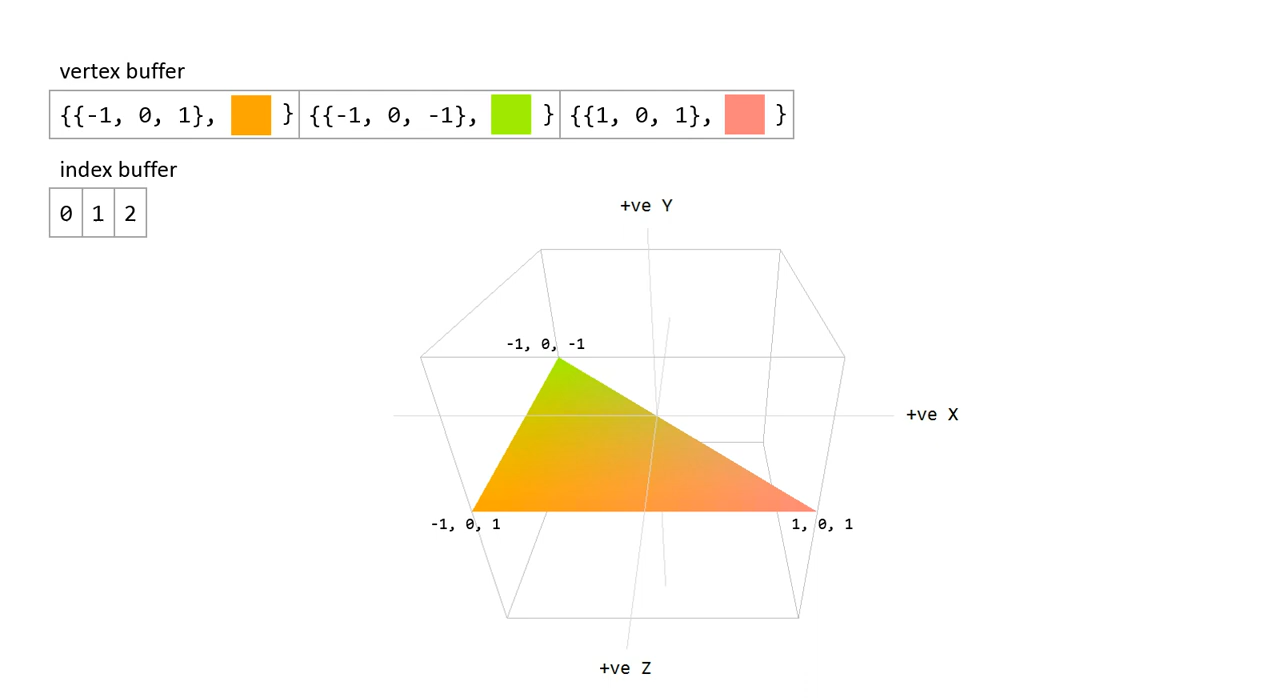 vertex buffer
{{-1, 0, 1}, } {{-1, 0, -1}, } {{1, 0, 1}, }
index buffer
0 1 2
+ve Y
-1, 0, -1
+ve X
-1, 0, 1
1, 0, 1
+ve Z